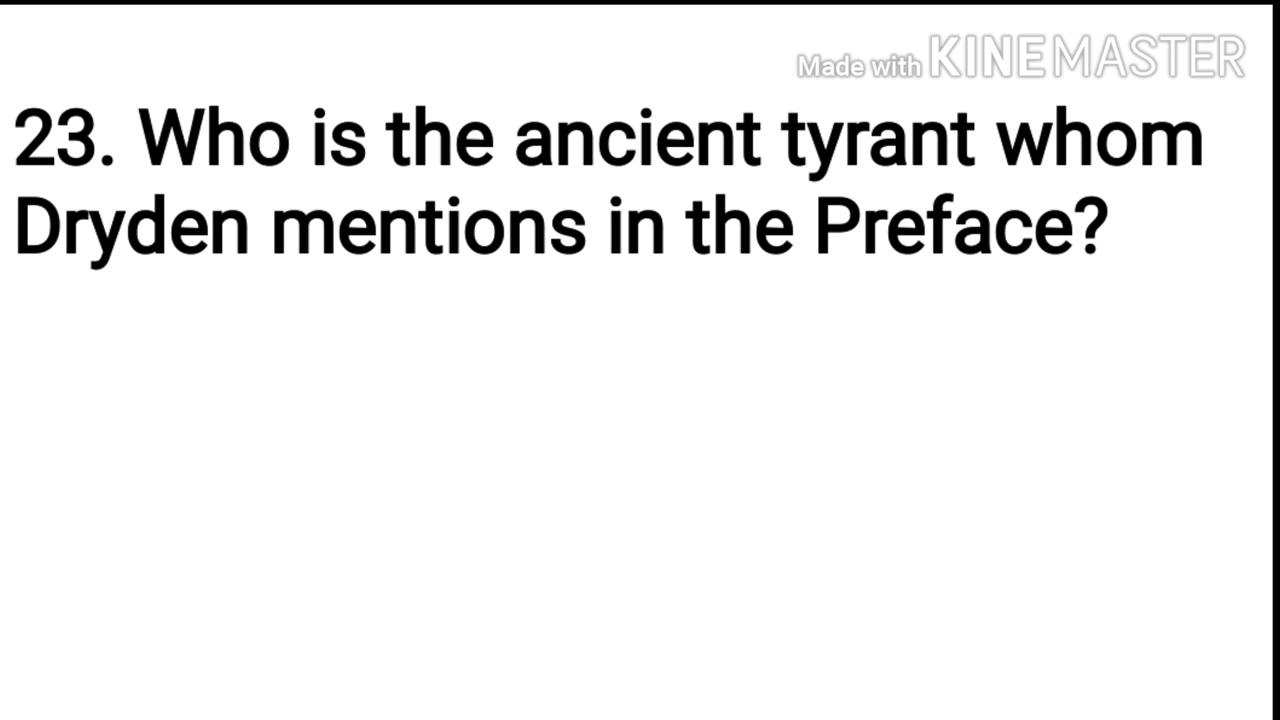 Made with KINEMASTER
23. Who is the ancient tyrant whom
Dryden mentions in the Preface?